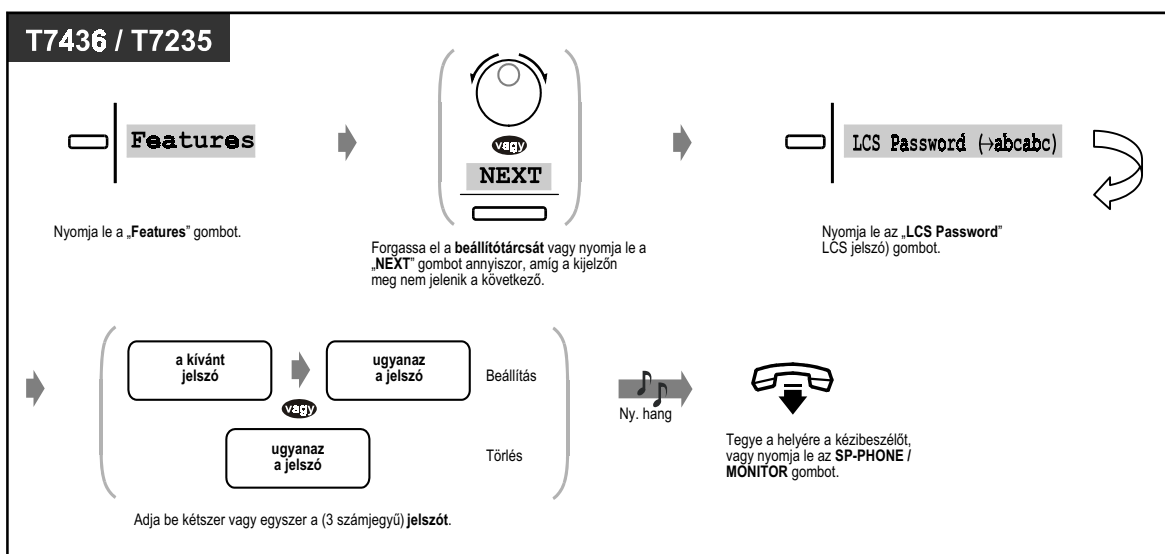 T7436 / T7235
Features
Nyomja le a „Features” gombot.
vagy
NEXT
Forgassa el a beállítótárcsát vagy nyomja le a
„NEXT” gombot annyiszor, amíg a kijelzőn
meg nem jelenik a következő.
LCS Password (→abcabc)
Nyomja le az „LCS Password”
LCS jelszó) gombot.
a kívánt
jelszó
ugyanaz
a jelszó
Beállítás
vagy
ugyanaz
a jelszó
Törlés
Adja be kétszer vagy egyszer a (3 számjegyű) jelszót.
Ny. hang
Tegye a helyére a kézibeszélőt,
vagy nyomja le az SP-PHONE /
MONITOR gombot.